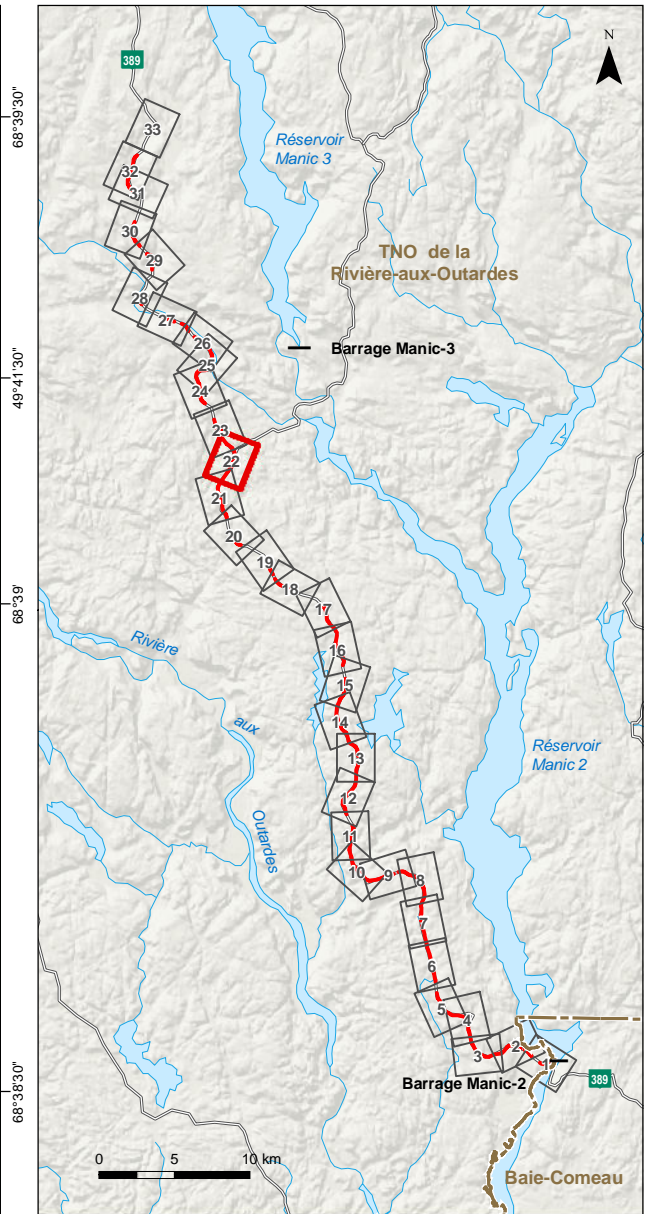 N
389
68°39'30"
33
Réservoir
Manic 3
32
31
TNO de la
Rivière-aux-Outardes
30
29
28
27
26
Barrage Manic-3
25
49°41'30"
24
23
22
21
20
19
18
68°39'
17
Rivière
16
15
aux
14
Réservoir
Manic 2
13
12
Outardes
11
10
9
8
7
6
5
4
2
3
1
389
Barrage Manic-2
68°38'30"
0 5 10 km
Baie-Comeau